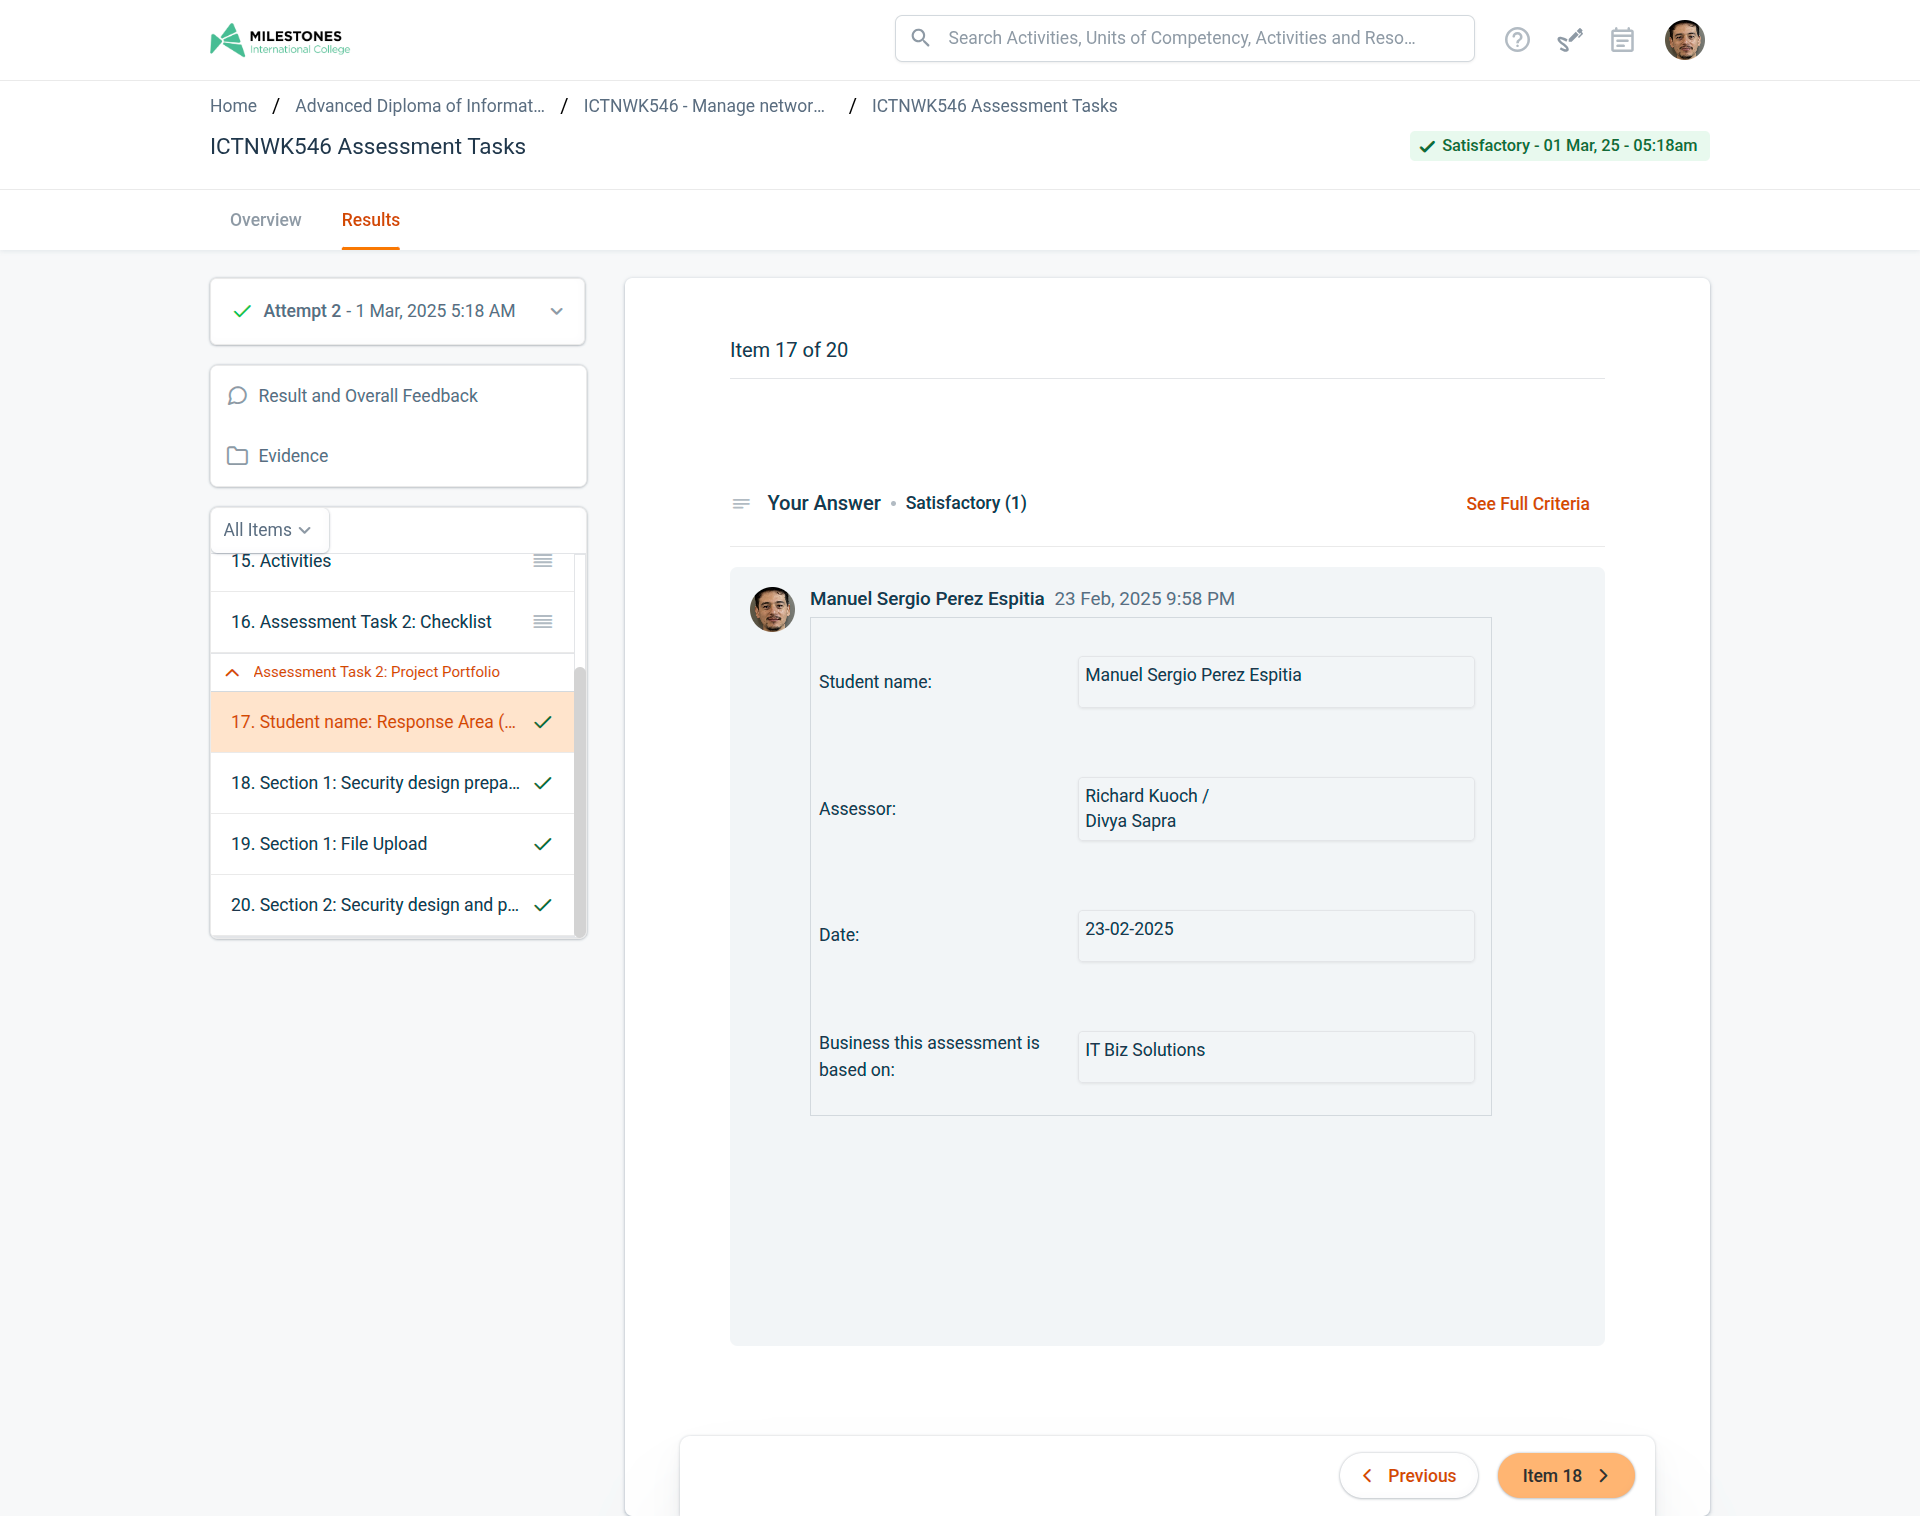 MILESTONES
International College
Search Activities, Units of Competency, Activities and Reso...
Home / Advanced Diploma of Informat... / ICTNWK546 - Manage networ... / ICTNWK546 Assessment Tasks
ICTNWK546 Assessment Tasks
Satisfactory - 01 Mar, 25 - 05:18am
Overview
Results
Attempt 2 - 1 Mar, 2025 5:18 AM
Result and Overall Feedback
Evidence
All Items
15. Activities
16. Assessment Task 2: Checklist
Assessment Task 2: Project Portfolio
17. Student name: Response Area (...
18. Section 1: Security design prepa...
19. Section 1: File Upload
20. Section 2: Security design and p...
Item 17 of 20
Your Answer • Satisfactory (1)
See Full Criteria
Manuel Sergio Perez Espitia 23 Feb, 2025 9:58 PM
Student name:
Manuel Sergio Perez Espitia
Assessor:
Richard Kuoch /
Divya Sapra
Date:
23-02-2025
Business this assessment is
based on:
IT Biz Solutions
Previous
Item 18